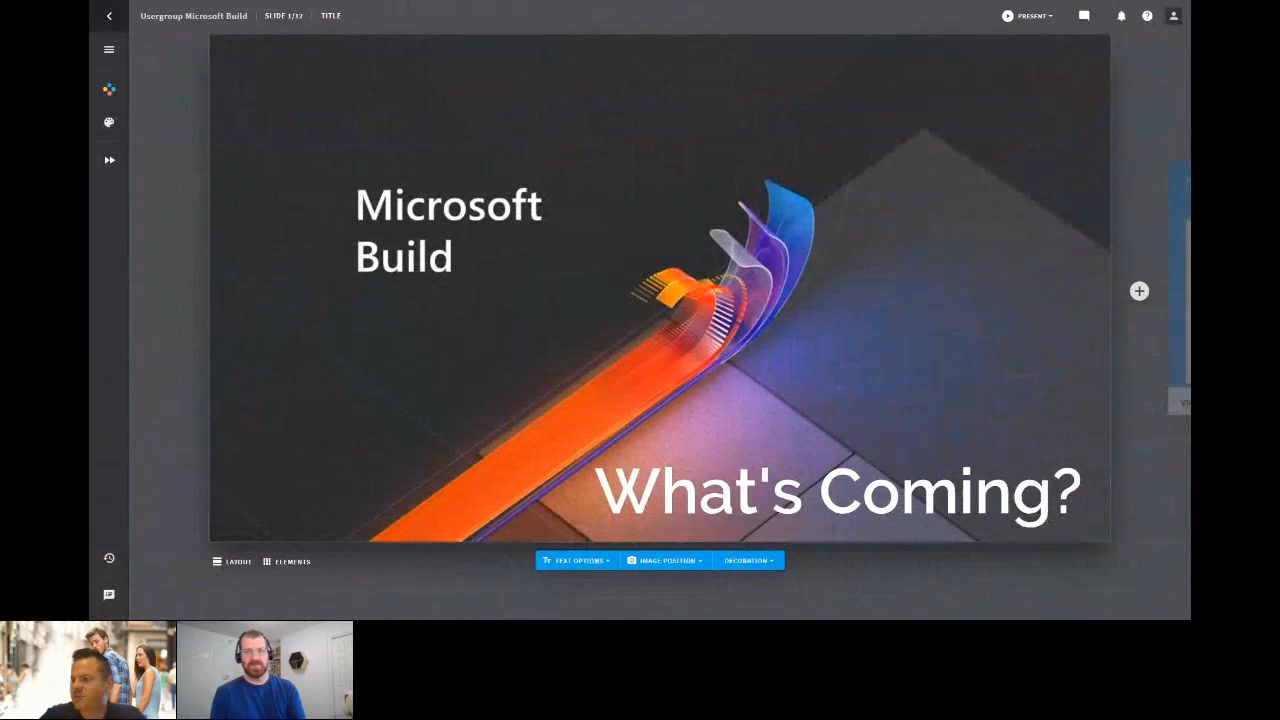 Usergroup Microsoft Build SLIDE 1/12 TITLE PRESENT
Microsoft
Build
What's Coming?
LAYOUT ELEMENTS TEXT OPTIONS IMAGE POSITION DECORATION